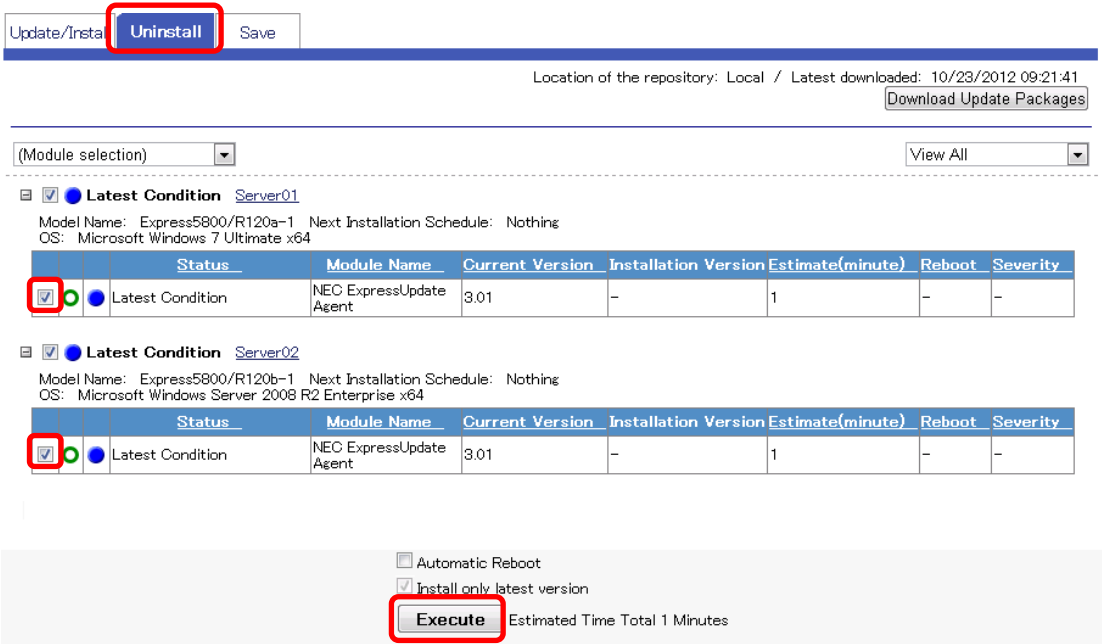 Update/Instal Uninstall Save
Location of the repository: Local / Latest downloaded: 10/23/2012 09:21:41
Download Update Packages
(Module selection) View All
Latest Condition Server01
Model Name: Express5800/R120a-1 Next Installation Schedule: Nothing
OS: Microsoft Windows 7 Ultimate x64
Status Module Name Current Version Installation Version Estimate(minute) Reboot Severity
Latest Condition NEC ExpressUpdate Agent 3.01 - 1 - -
Latest Condition Server02
Model Name: Express5800/R120b-1 Next Installation Schedule: Nothing
OS: Microsoft Windows Server 2008 R2 Enterprise x64
Status Module Name Current Version Installation Version Estimate(minute) Reboot Severity
Latest Condition NEC ExpressUpdate Agent 3.01 - 1 - -
Automatic Reboot
Install only latest version
Execute Estimated Time Total 1 Minutes